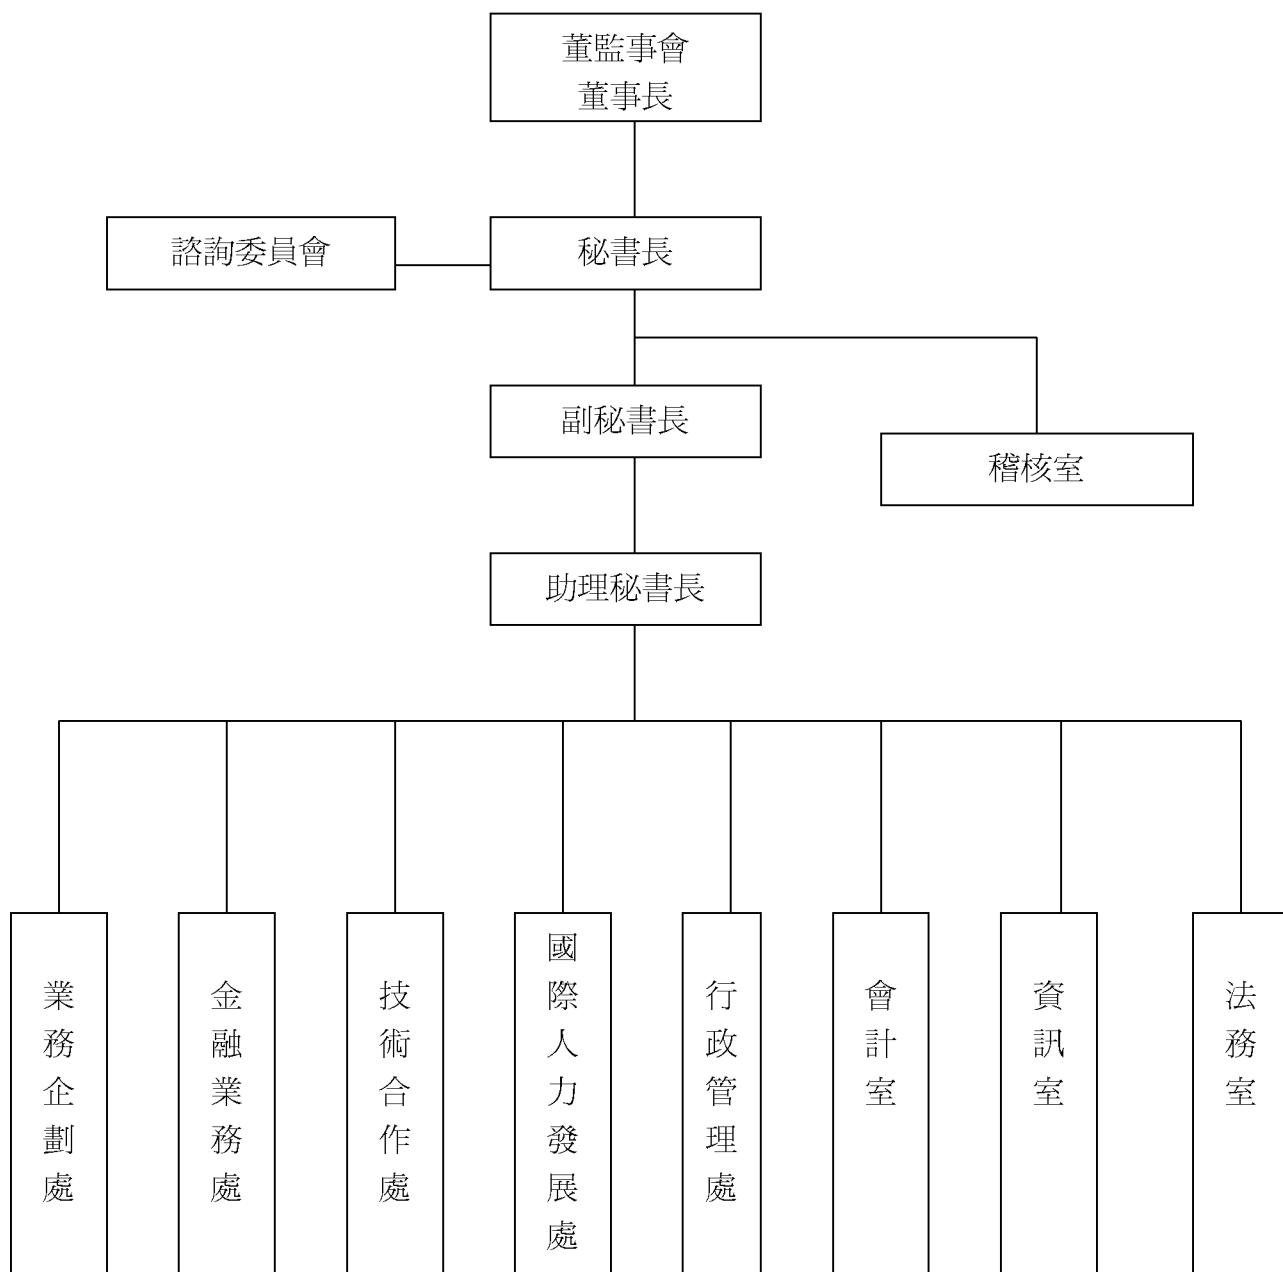 董監事會
董事長
諮詢委員會
秘書長
副秘書長
稽核室
助理秘書長
業務企劃處
金融業務處
技術合作處
國際人力發展處
行政管理處
會計室
資訊室
法務室